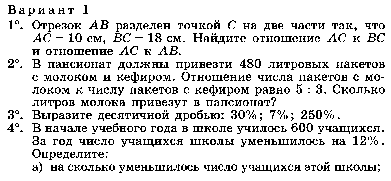 Вариант 1
1°. Отрезок AB разделен точкой C на две части так, что
AC = 10 см, BC = 18 см. Найдите отношение AC к BC
и отношение AC к AB.
2°. В пансионат должны привезти 480 литровых пакетов
с молоком и кефиром. Отношение числа пакетов с мо-
локом к числу пакетов с кефиром равно 5 : 3. Сколько
литров молока привезут в пансионат?
3°. Выразите десятичной дробью: 30%; 7%; 250%.
4°. В начале учебного года в школе училось 600 учащихся.
За год число учащихся школы уменьшилось на 12%.
Определите:
а) на сколько уменьшилось число учащихся этой школы;